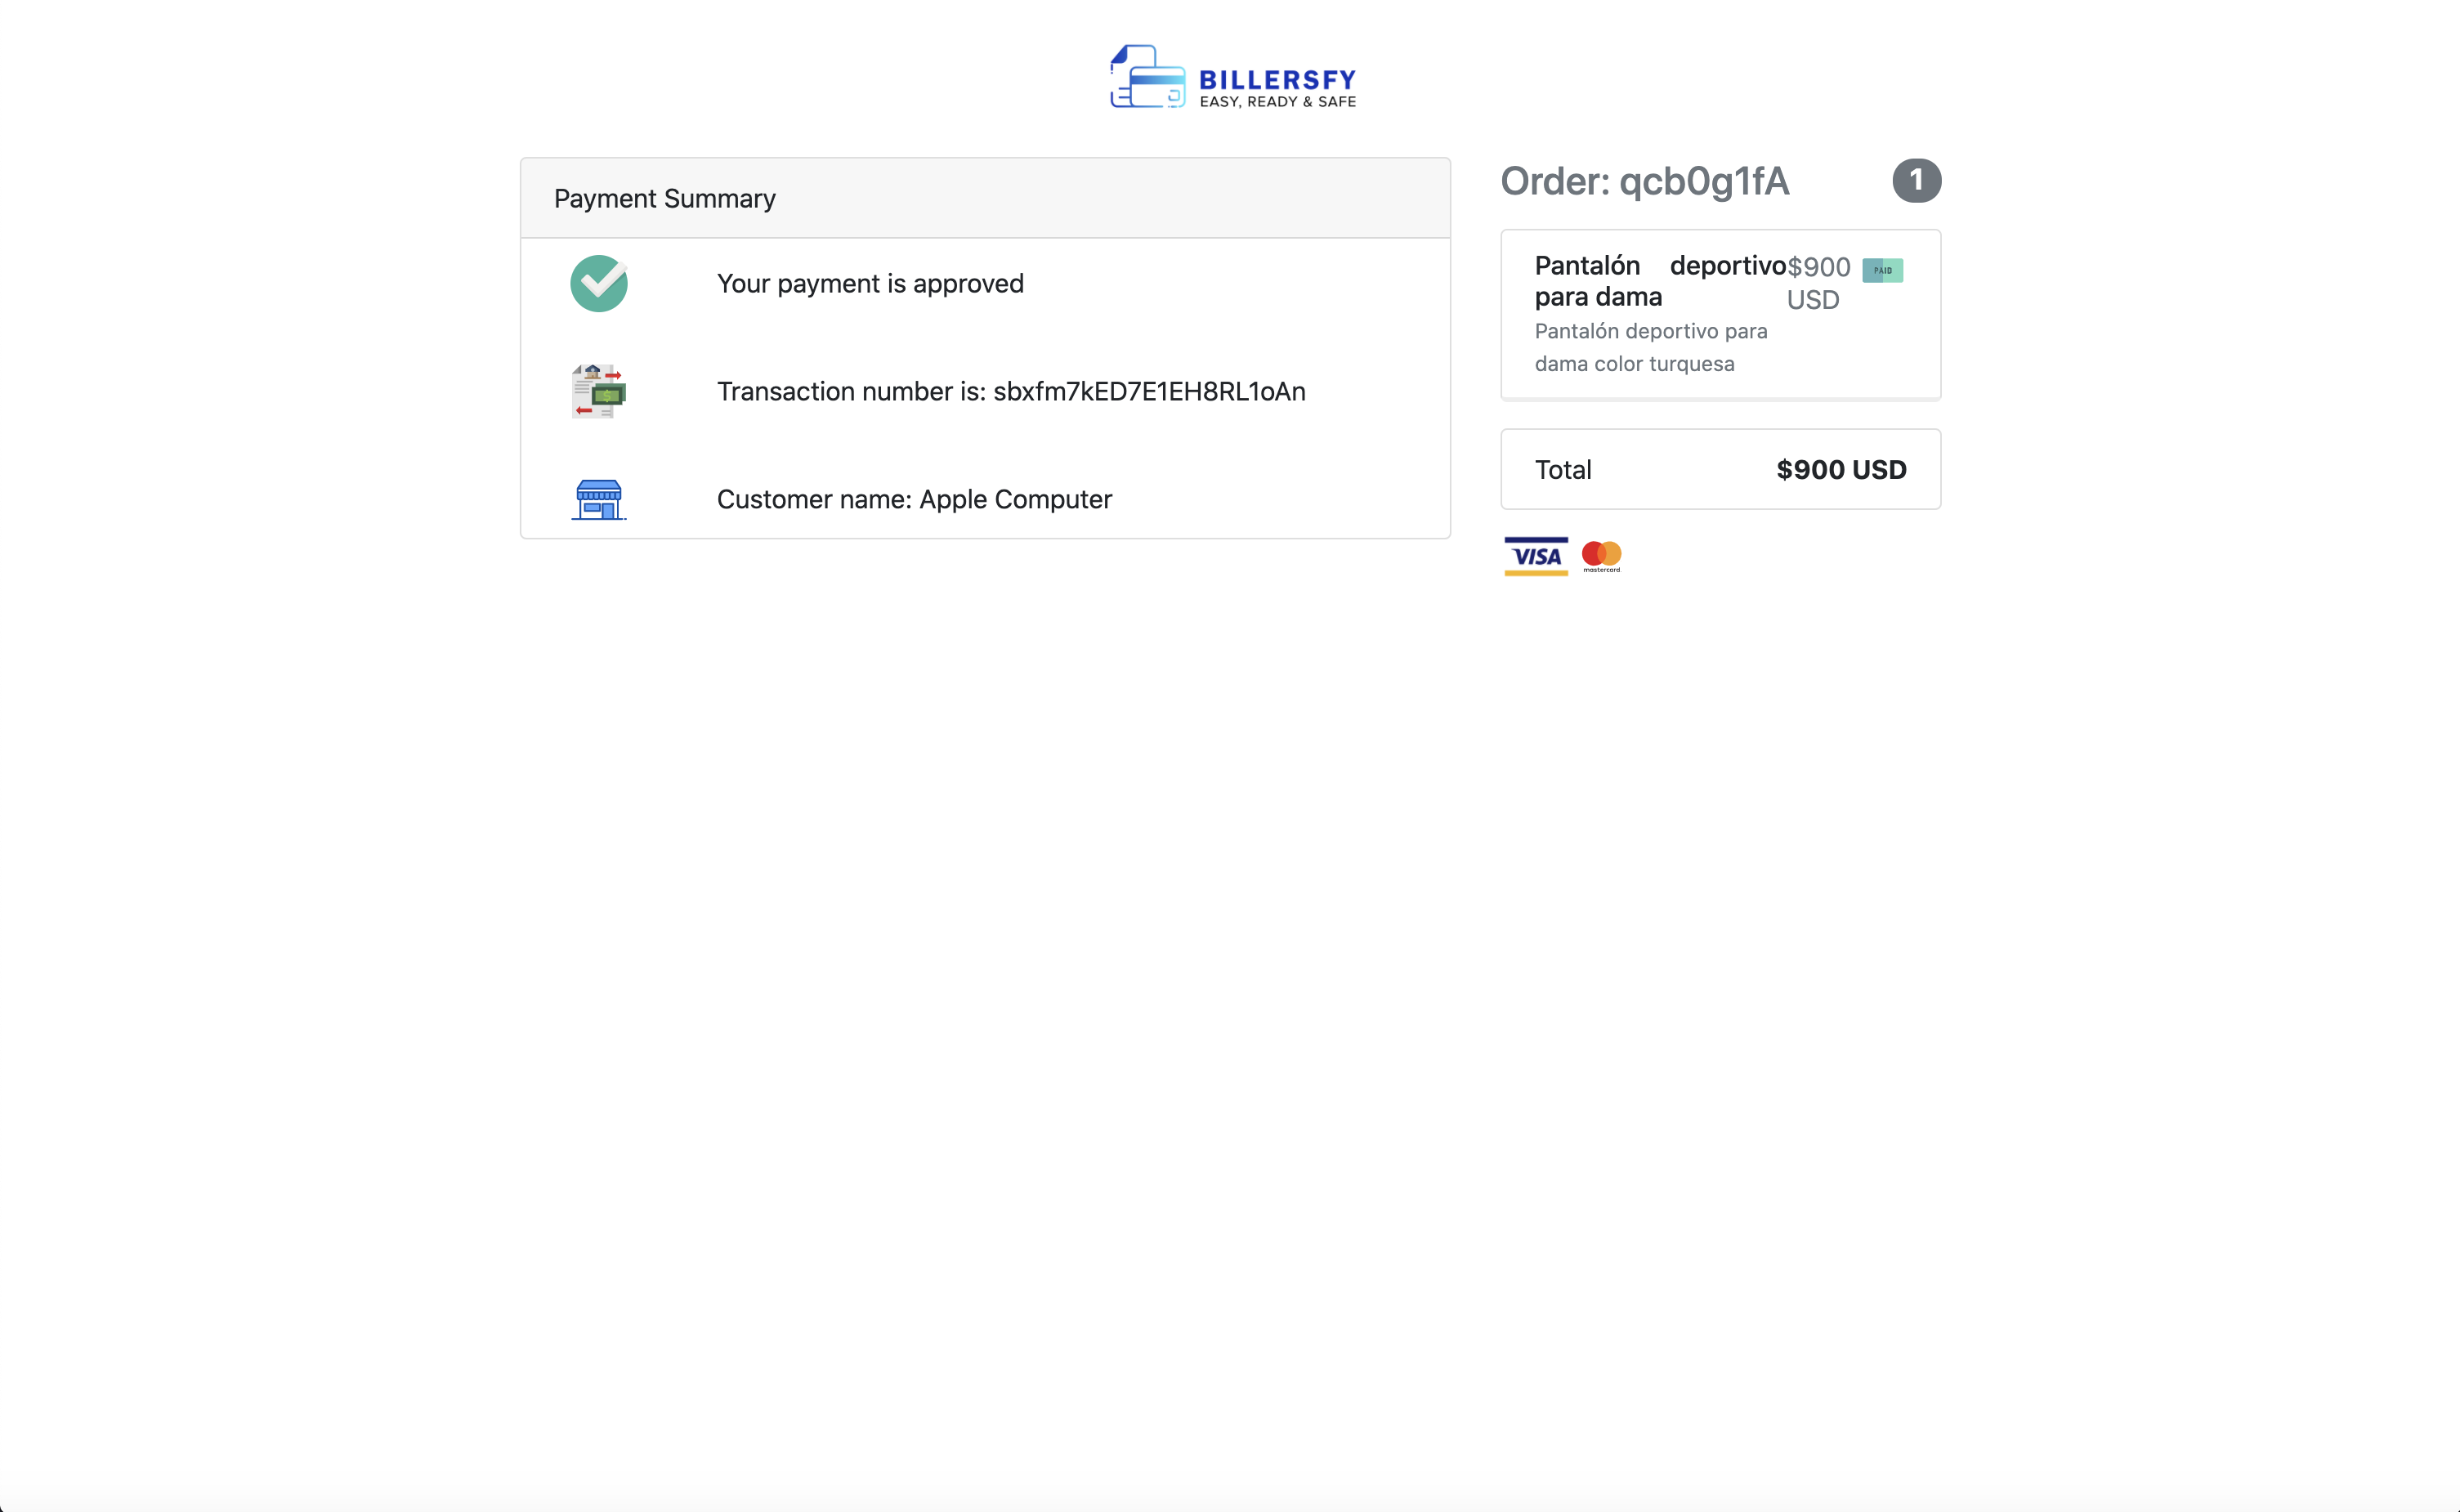 BILLERSFY
EASY, READY & SAFE
Payment Summary
Your payment is approved
Transaction number is: sbxfm7kED7E1EH8RL1oAn
Customer name: Apple Computer
Order: qcb0g1fA
1
Pantalón deportivo
para dama
$900
USD
PAID
Pantalón deportivo para
dama color turquesa
Total $900 USD
VISA
mastercard.